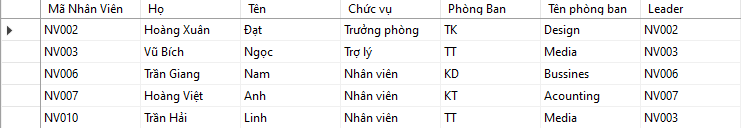 Mã Nhân Viên Họ Tên Chức vụ Phòng Ban Tên phòng ban Leader
NV002 Hoàng Xuân Đạt Trưởng phòng TK Design NV002
NV003 Vũ Bích Ngọc Trợ lý TT Media NV003
NV006 Trần Giang Nam Nhân viên KD Bussines NV006
NV007 Hoàng Việt Anh Nhân viên KT Acounting NV007
NV010 Trần Hải Linh Nhân viên TT Media NV003